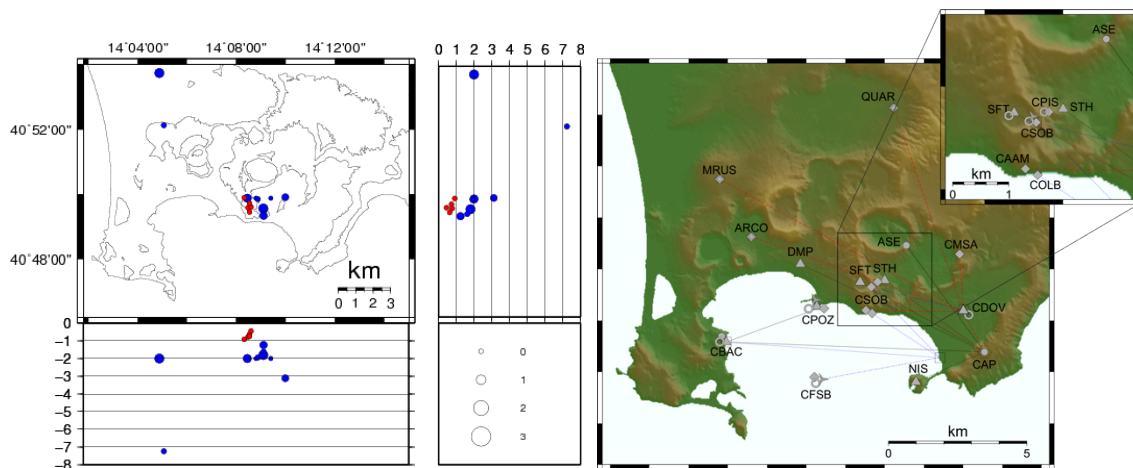 14°04'00" 14°08'00" 14°12'00"
0 1 2 3 4 5 6 7 8
40°52'00"
40°48'00"
km
0 1 2 3
0
-1
-2
-3
-4
-5
-6
-7
-8
0
1
2
3
QUAR
MRUS
ARCO
DMP
ASE
CMSA
SFT
STH
CSOB
CPOZ
CDOV
CBAC
CAP
NIS
CFSB
km
0 5
ASE
SFT
CPIS
STH
CSOB
CAAM
COLB
km
0 1